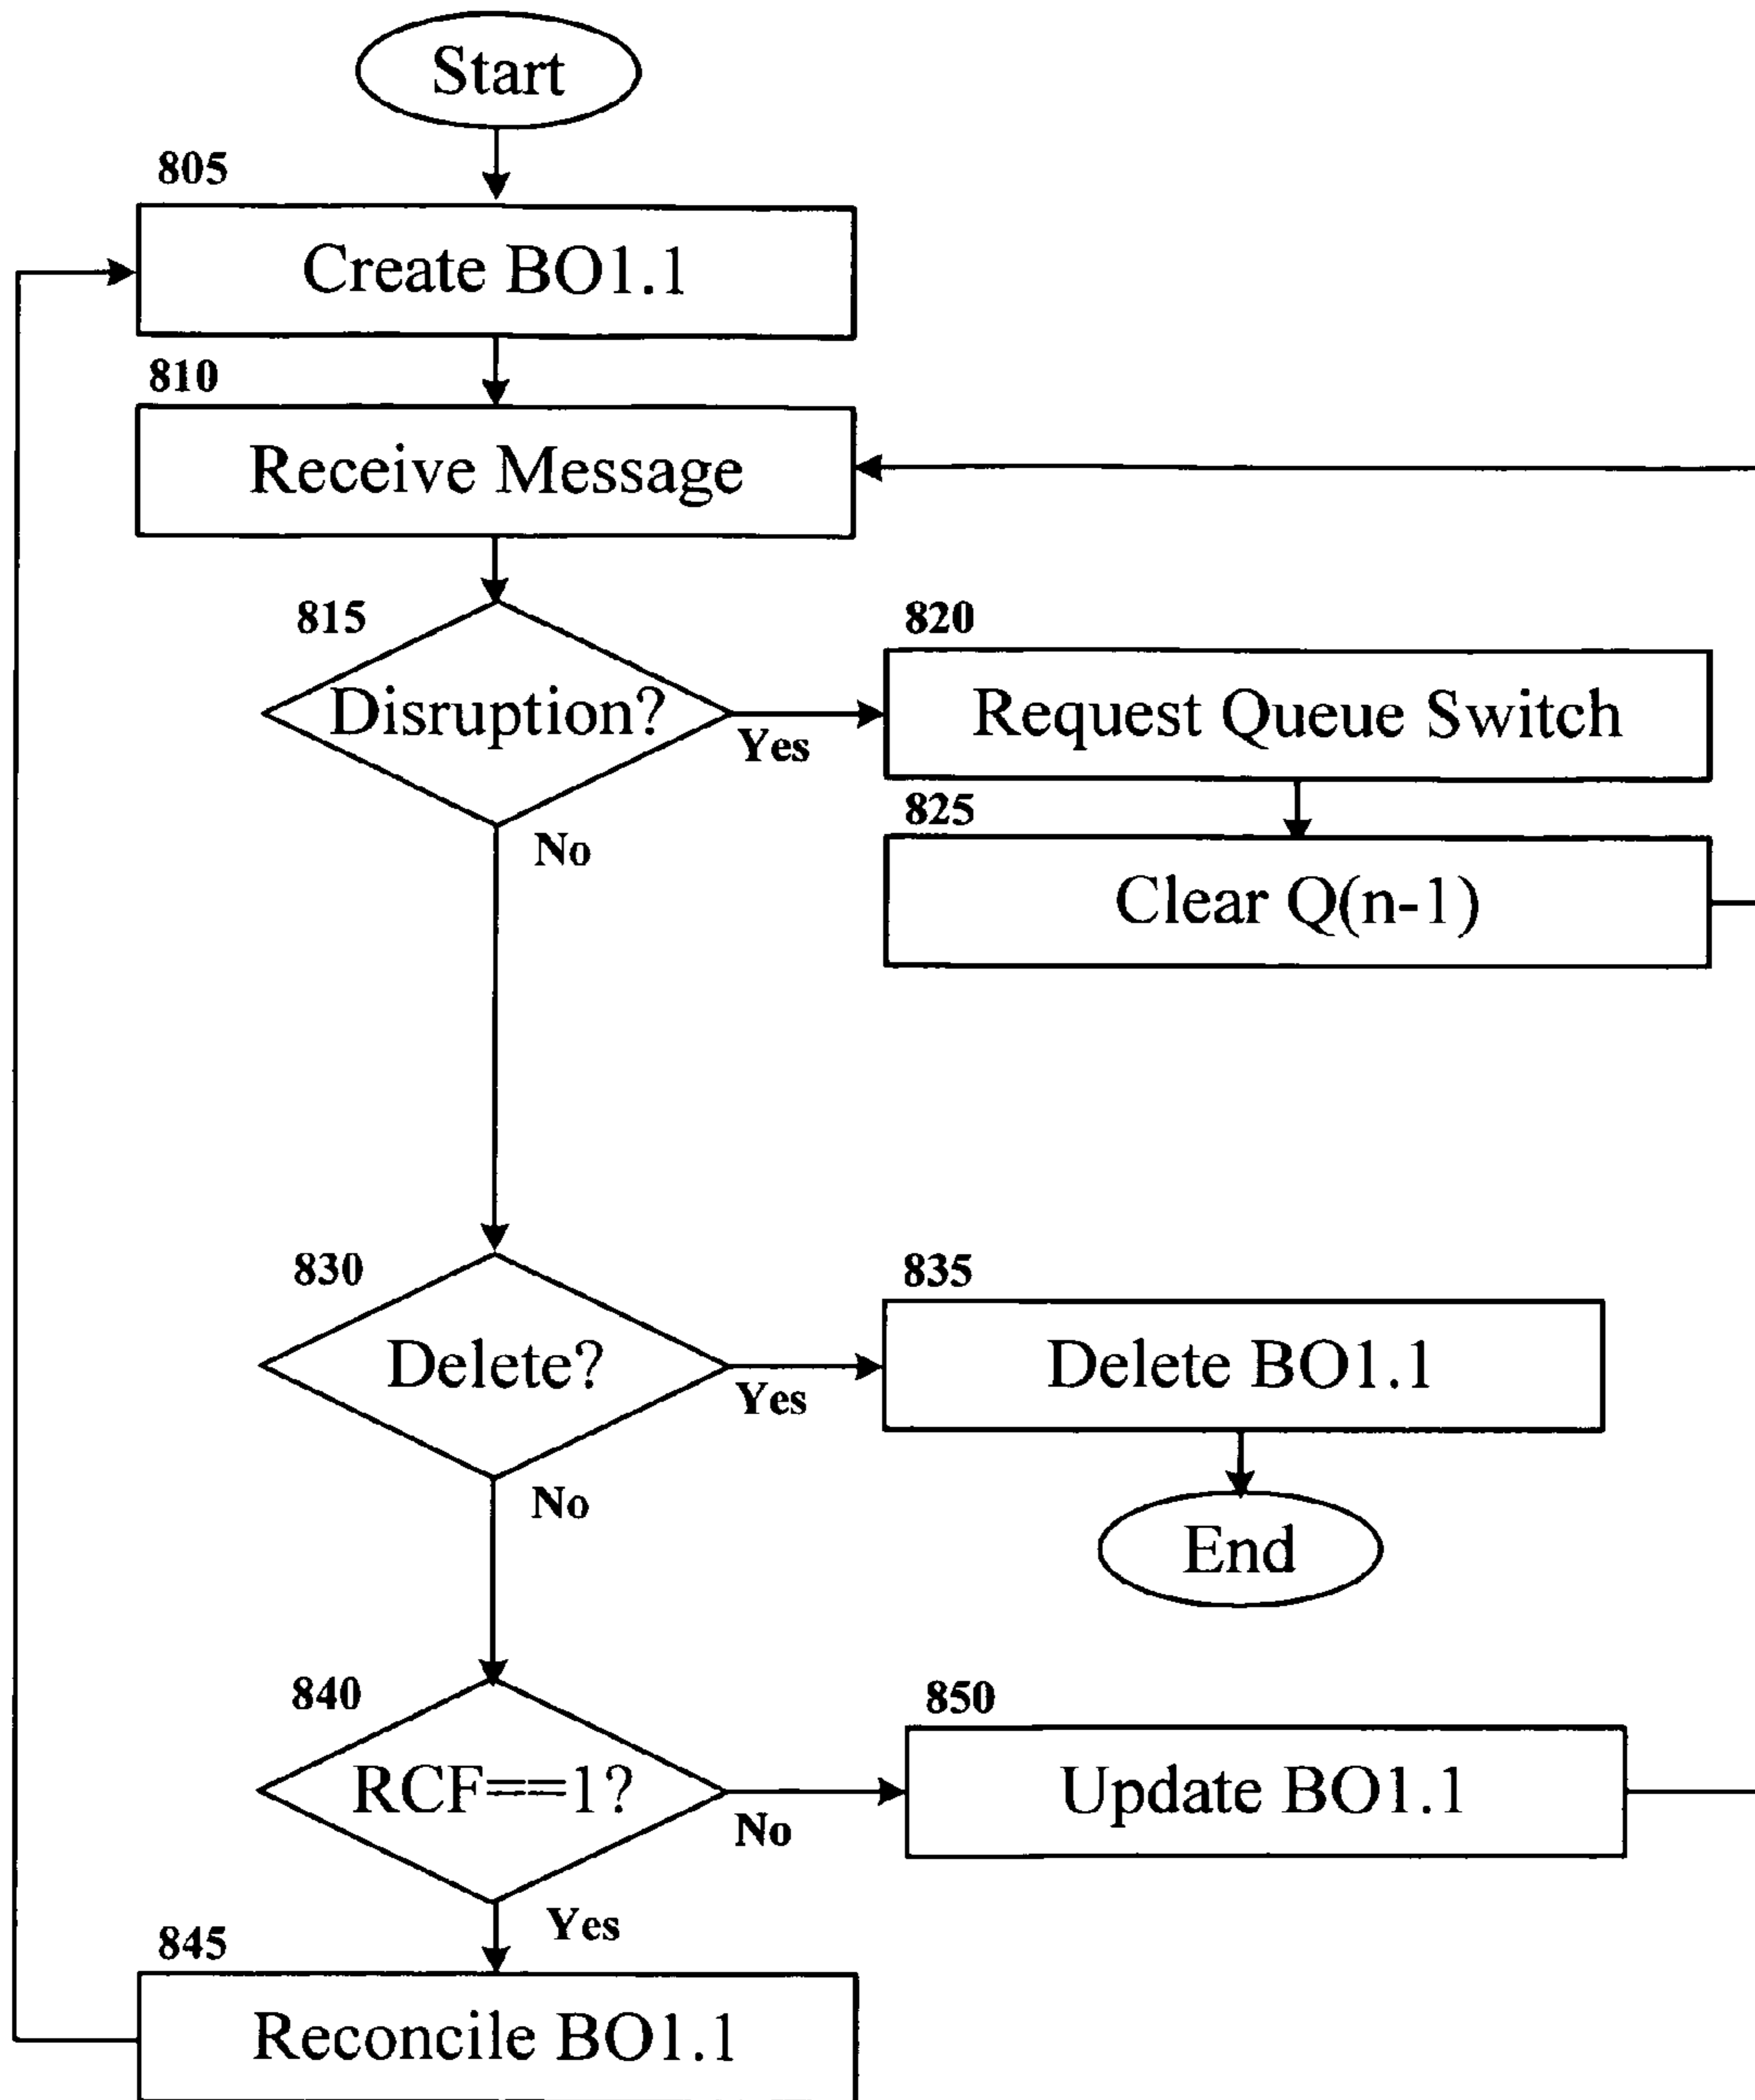 Start
805
Create BO1.1
810
Receive Message
815
Disruption?
Yes
No
820
Request Queue Switch
825
Clear Q(n-1)
830
Delete?
Yes
No
835
Delete BO1.1
End
840
RCF==1?
No
Yes
850
Update BO1.1
845
Reconcile BO1.1